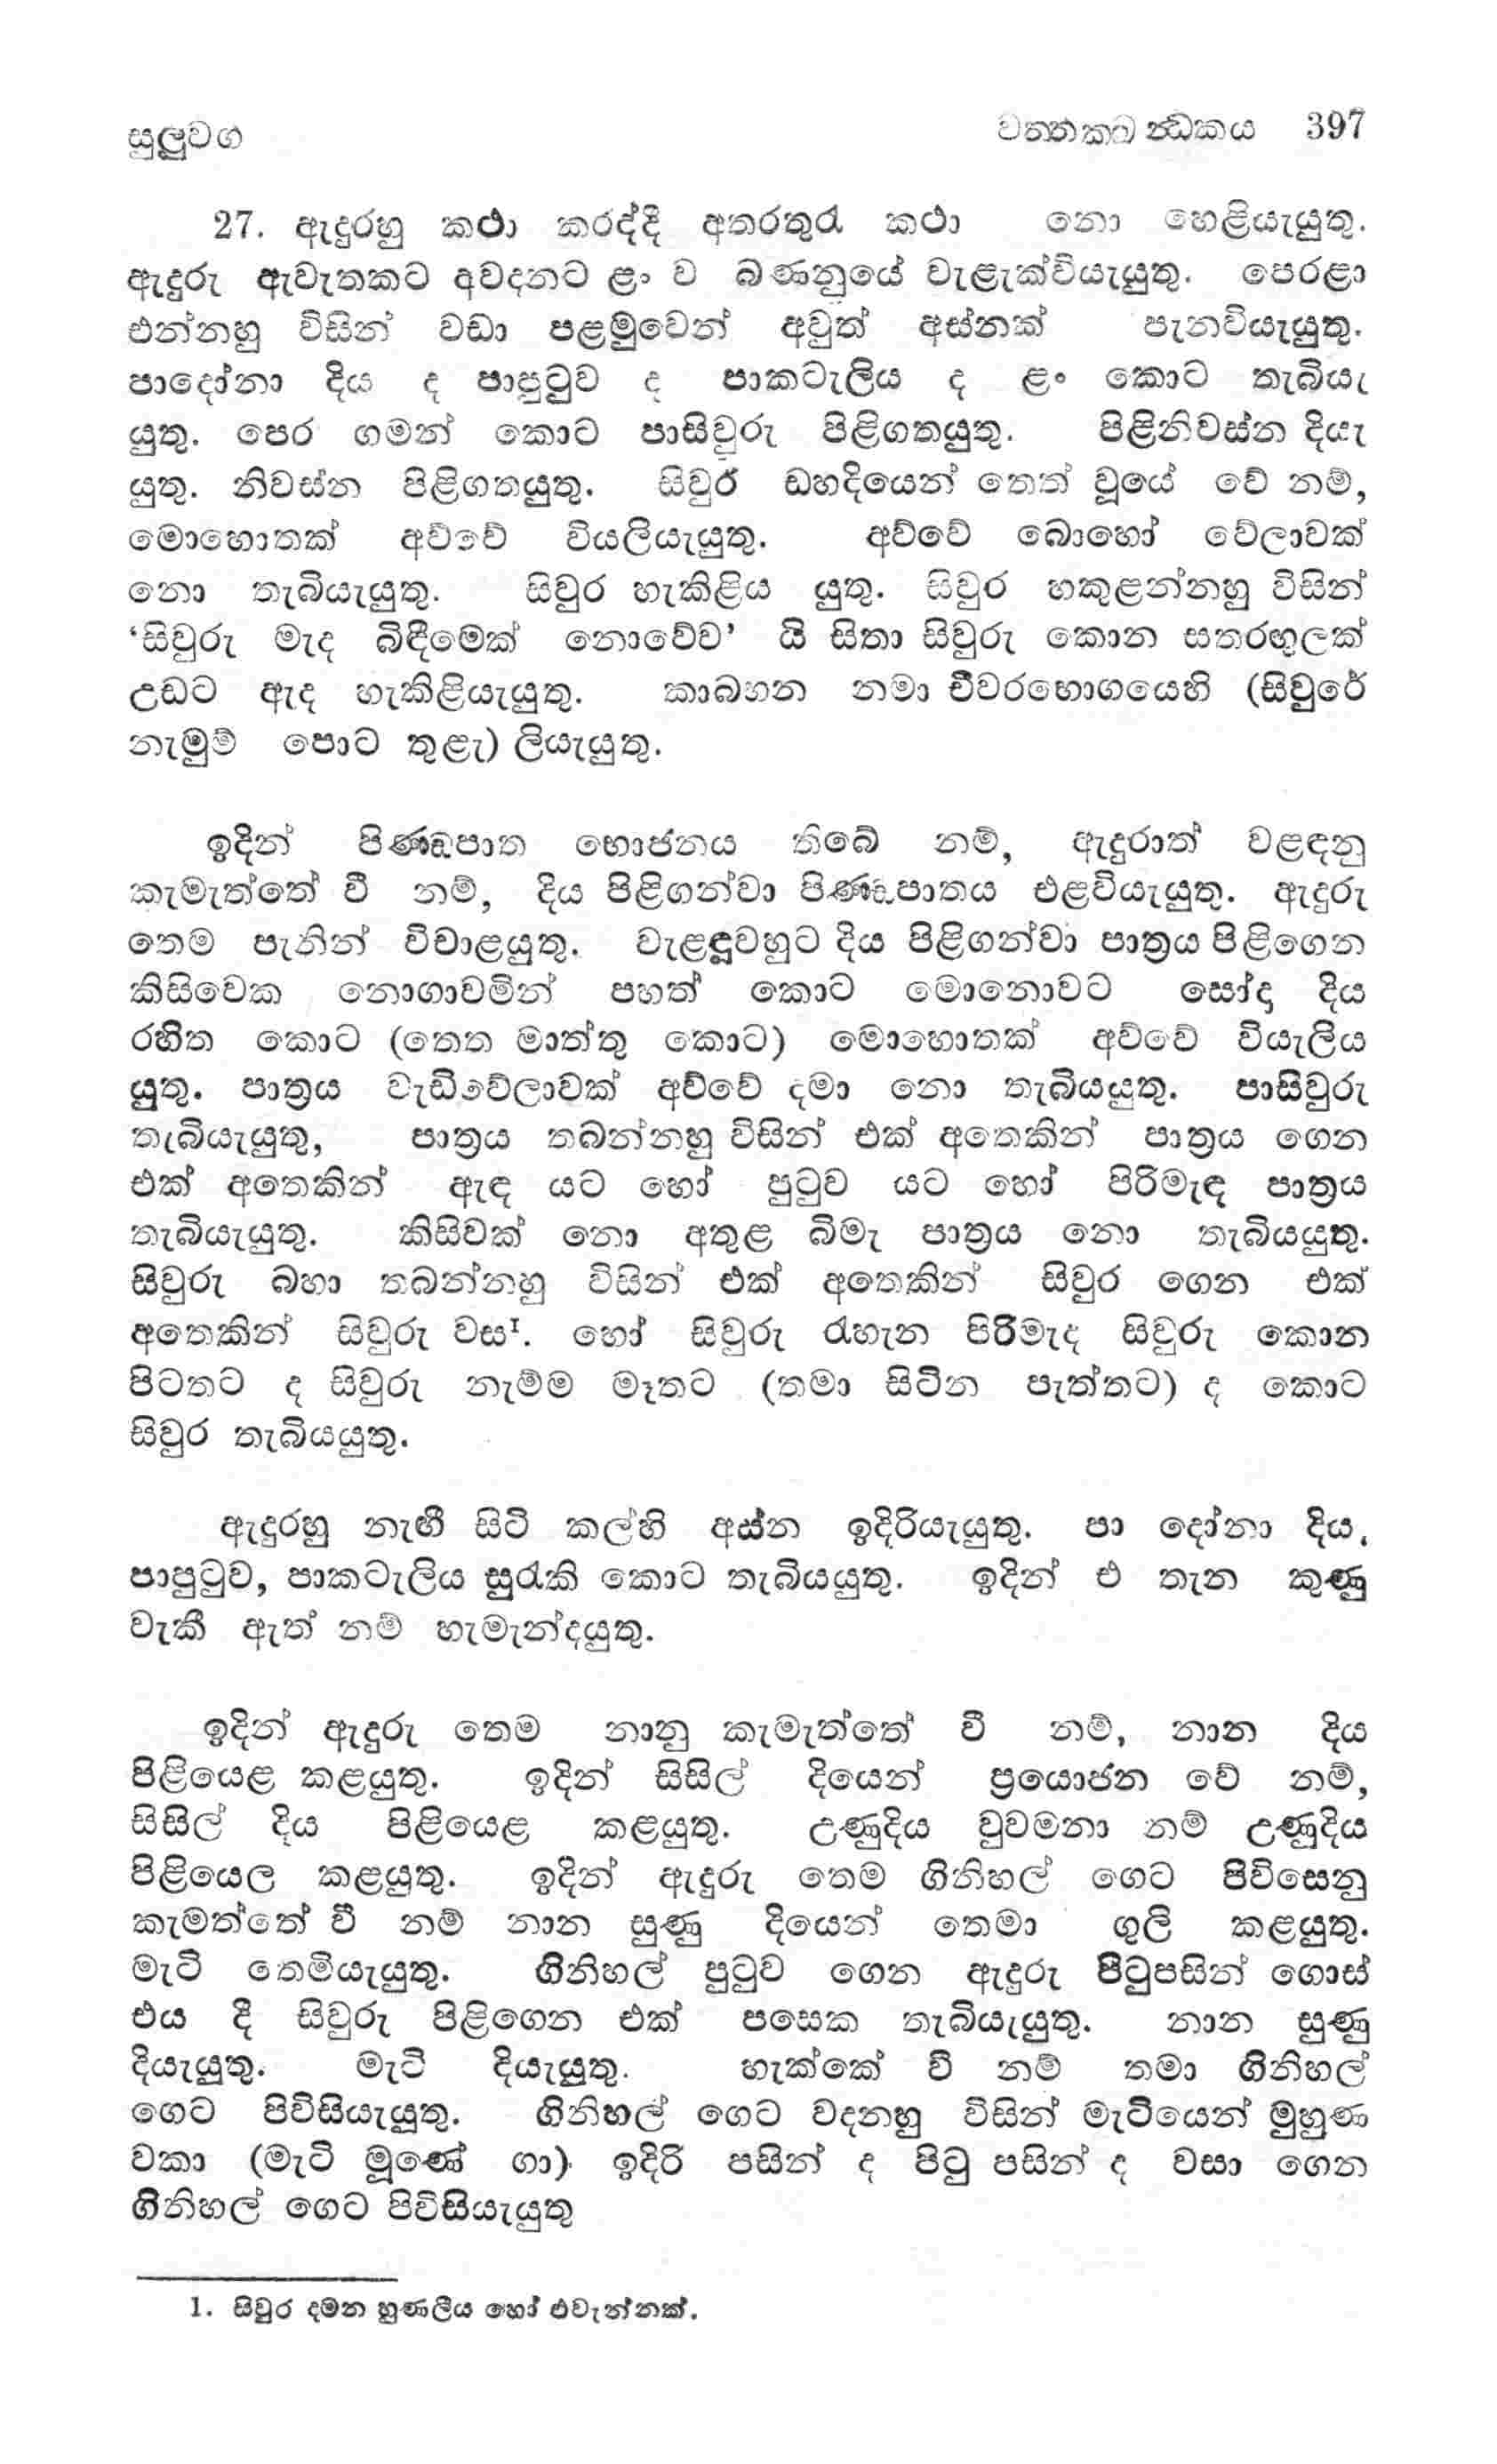 සුලුවග
වත්තකඛන්ධකය 397
27. ඇදුරහු කථා කරද්දී අතරතුරැ කථා නො හෙළියැයුතු.
ඇදුරු ඇවැතකට අවදනට ළං ව බණනුයේ වැළැක්වියැයුතු. පෙරළා
එන්නහු විසින් වඩා පළමුවෙන් අවුත් අස්නක් පැනවියැයුතු.
පාදෝනා දිය ද පාපුටුව ද පාකටැලිය ද ළං කොට තැබියැ
යුතු. පෙර ගමන් කොට පාසිවුරු පිළිගතයුතු. පිළිනිවස්න දියැ
යුතු. නිවස්න පිළිගතයුතු. සිවුර් ඩහදියෙන් තෙත් වූයේ වේ නම්,
මොහොතක් අව්වේ වියලියැයුතු. අව්වේ බොහෝ වේලාවක්
නො තැබියැයුතු. සිවුර හැකිළිය යුතු. සිවුර හකුළන්නහු විසින්
‘සිවුරු මැද බිඳීමෙක් නොවේව’ යි සිතා සිවුරු කොන සතරඟුලක්
උඩට ඇද හැකිළියැයුතු. කාබහන නමා චීවරභොගයෙහි (සිවුරේ
නැමුම් පොට තුළැ) ලියැයුතු.
ඉදින් පිණ්ඩපාත භොජනය තිබේ නම්, ඇදුරාත් වළඳනු
කැමැත්තේ වී නම්, දිය පිළිගන්වා පිණ්ඩපාතය එළවියැයුතු. ඇදුරු
තෙම පැනින් විචාළයුතු. වැළඳූවහුට දිය පිළිගන්වා පාත්‍රය පිළිගෙන
කිසිවෙක නොගාවමින් පහත් කොට මොනොවට සෝදා දිය
රහිත කොට (තෙත මාත්තු කොට) මොහොතක් අව්වේ වියැලිය
යුතු. පාත්‍රය වැඩිවේලාවක් අව්වේ දමා නො තැබියයුතු. පාසිවුරු
තැබියැයුතු, පාත්‍රය තබන්නහු විසින් එක් අතෙකින් පාත්‍රය ගෙන
එක් අතෙකින් ඇඳ යට හෝ පුටුව යට හෝ පිරිමැඳ පාත්‍රය
තැබියැයුතු. කිසිවක් නො අතුළ බිමැ පාත්‍රය නො තැබියයුතු.
සිවුරු බහා තබන්නහු විසින් එක් අතෙකින් සිවුර ගෙන එක්
අතෙකින් සිවුරු වස¹. හෝ සිවුරු රැහැන පිරිමැද සිවුරු කොන
පිටතට ද සිවුරු නැම්ම මෑතට (තමා සිටින පැත්තට) ද කොට
සිවුර තැබියයුතු.
ඇදුරහු නැඟී සිටි කල්හි අස්න ඉදිරියැයුතු. පා දෝනා දිය,
පාපුටුව, පාකටැලිය සුරැකි කොට තැබියයුතු. ඉදින් එ තැන කුණු
වැකී ඇත් නම් හැමැන්දයුතු.
ඉදින් ඇදුරු තෙම නානු කැමැත්තේ වී නම්, නාන දිය
පිළියෙළ කළයුතු. ඉදින් සිසිල් දියෙන් ප්‍රයොජන වේ නම්,
සිසිල් දිය පිළියෙළ කළයුතු. උණුදිය වුවමනා නම් උණුදිය
පිළියෙල කළයුතු. ඉදින් ඇදුරු තෙම ගිනිහල් ගෙට පිවිසෙනු
කැමත්තේ වී නම් නාන සුණු දියෙන් තෙමා ගුලි කළයුතු.
මැටි තෙමියැයුතු. ගිනිහල් පුටුව ගෙන ඇදුරු පිටුපසින් ගොස්
එය දී සිවුරු පිළිගෙන එක් පසෙක තැබියැයුතු. නාන සුණු
දියැයුතු. මැටි දියැයුතු. හැක්කේ වී නම් තමා ගිනිහල්
ගෙට පිවිසියැයුතු. ගිනිහල් ගෙට වදනහු විසින් මැටියෙන් මුහුණ
වකා (මැටි මූණේ ගා) ඉදිරි පසින් ද පිටු පසින් ද වසා ගෙන
ගිනිහල් ගෙට පිවිසියැයුතු
1. සිවුර දමන හුණලීය හෝ එවැන්නක්.